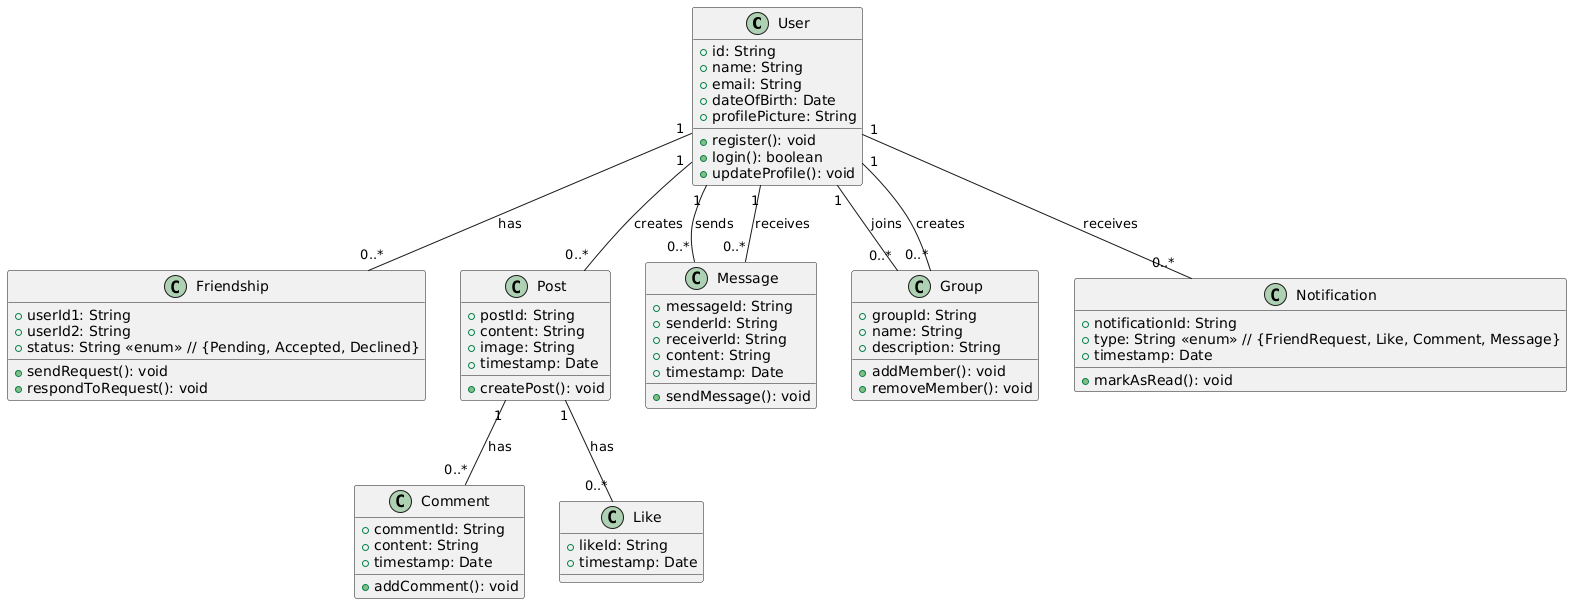 C User
id: String
name: String
email: String
dateOfBirth: Date
profilePicture: String
register(): void
login(): boolean
updateProfile(): void
1
1
1
1
1
1
1
has
creates
sends
receives
joins
creates
receives
0..*
0..*
0..*
0..*
0..*
0..*
0..*
C Friendship
userId1: String
userId2: String
status: String «enum» // {Pending, Accepted, Declined}
sendRequest(): void
respondToRequest(): void
C Post
postId: String
content: String
image: String
timestamp: Date
createPost(): void
C Message
messageId: String
senderId: String
receiverId: String
content: String
timestamp: Date
sendMessage(): void
C Group
groupId: String
name: String
description: String
addMember(): void
removeMember(): void
C Notification
notificationId: String
type: String «enum» // {FriendRequest, Like, Comment, Message}
timestamp: Date
markAsRead(): void
1
1
has
has
0..*
0..*
C Comment
commentId: String
content: String
timestamp: Date
addComment(): void
C Like
likeId: String
timestamp: Date